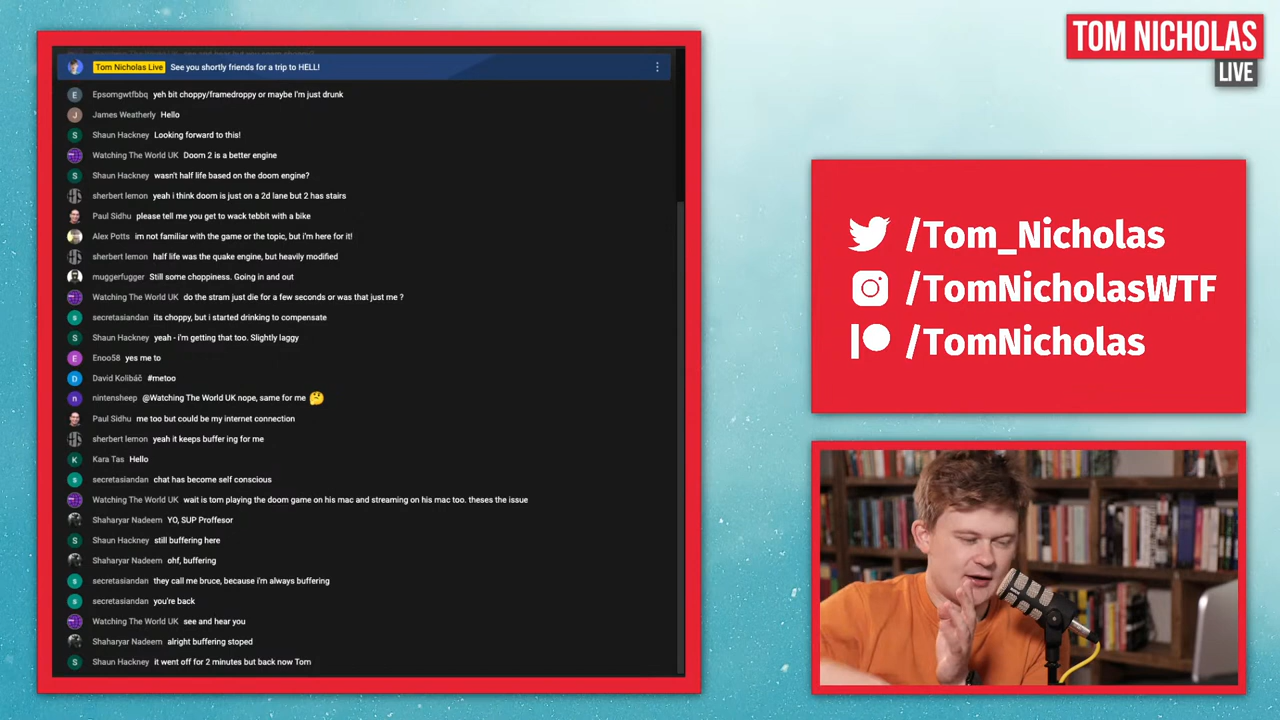 TOM NICHOLAS
LIVE
Tom Nicholas Live See you shortly friends for a trip to HELL!
E Epsomgwtfbbq yeh bit choppy/framedroppy or maybe I'm just drunk
J James Weatherly Hello
S Shaun Hackney Looking forward to this!
Watching The World UK Doom 2 is a better engine
S Shaun Hackney wasn't half life based on the doom engine?
sherbert lemon yeah i think doom is just on a 2d lane but 2 has stairs
Paul Sidhu please tell me you get to wack tebbit with a bike
Alex Potts im not familiar with the game or the topic, but i'm here for it!
sherbert lemon half life was the quake engine, but heavily modified
muggerfugger Still some choppiness. Going in and out
Watching The World UK do the stram just die for a few seconds or was that just me ?
s secretasiandan its choppy, but i started drinking to compensate
S Shaun Hackney yeah - i'm getting that too. Slightly laggy
E Enoo58 yes me to
D David Kolibáč #metoo
n nintensheep @Watching The World UK nope, same for me 🤔
Paul Sidhu me too but could be my internet connection
sherbert lemon yeah it keeps buffer ing for me
K Kara Tas Hello
s secretasiandan chat has become self conscious
Watching The World UK wait is tom playing the doom game on his mac and streaming on his mac too. theses the issue
Shaharyar Nadeem YO, SUP Proffesor
S Shaun Hackney still buffering here
Shaharyar Nadeem ohf, buffering
s secretasiandan they call me bruce, because i'm always buffering
s secretasiandan you're back
Watching The World UK see and hear you
Shaharyar Nadeem alright buffering stoped
S Shaun Hackney it went off for 2 minutes but back now Tom
/Tom_Nicholas
/TomNicholasWTF
/TomNicholas